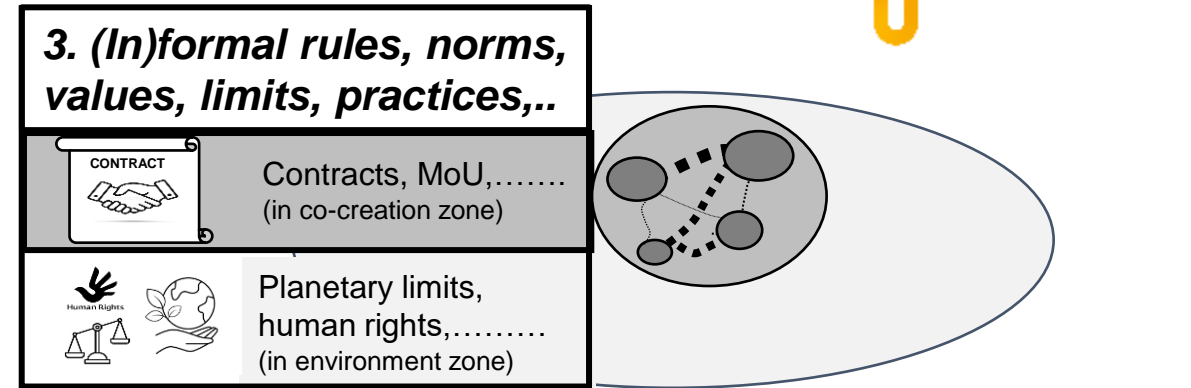 3. (In)formal rules, norms,
values, limits, practices,..
CONTRACT
Contracts, MoU,.......
(in co-creation zone)
Human Rights
Planetary limits,
human rights,.........
(in environment zone)